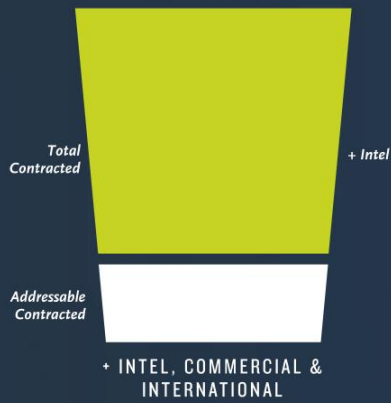 Total
Contracted
+ Intel
Addressable
Contracted
+ INTEL, COMMERCIAL &
INTERNATIONAL